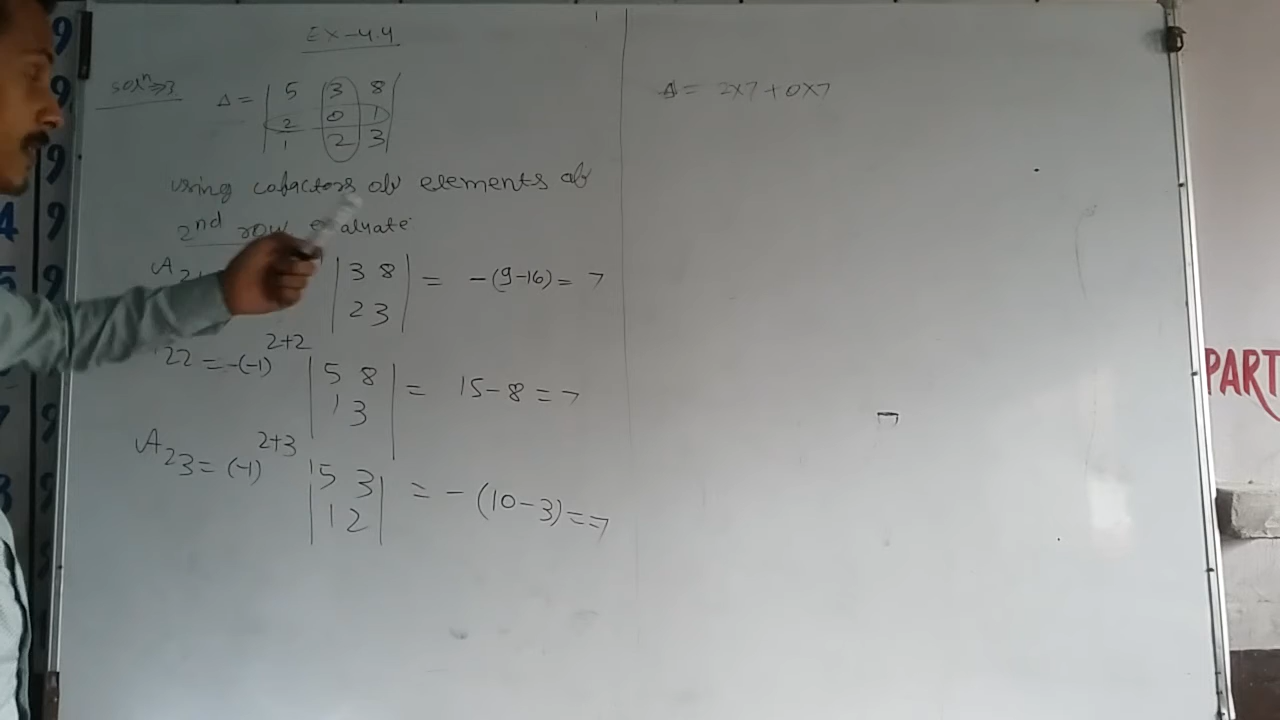 EX-4.4
solⁿ⇒3
Δ = | 5 3 8 |
| 2 0 1 |
| 1 2 3 |
using cofactors of elements of
2nd row evaluate
A21 | 3 8 | = -(9-16) = 7
| 2 3 |
22 = -(-1)^2+2 | 5 8 | = 15-8 = 7
| 1 3 |
A23 = (-1)^2+3 | 5 3 | = -(10-3) = -7
| 1 2 |
Δ = 2×7+0×7
PART